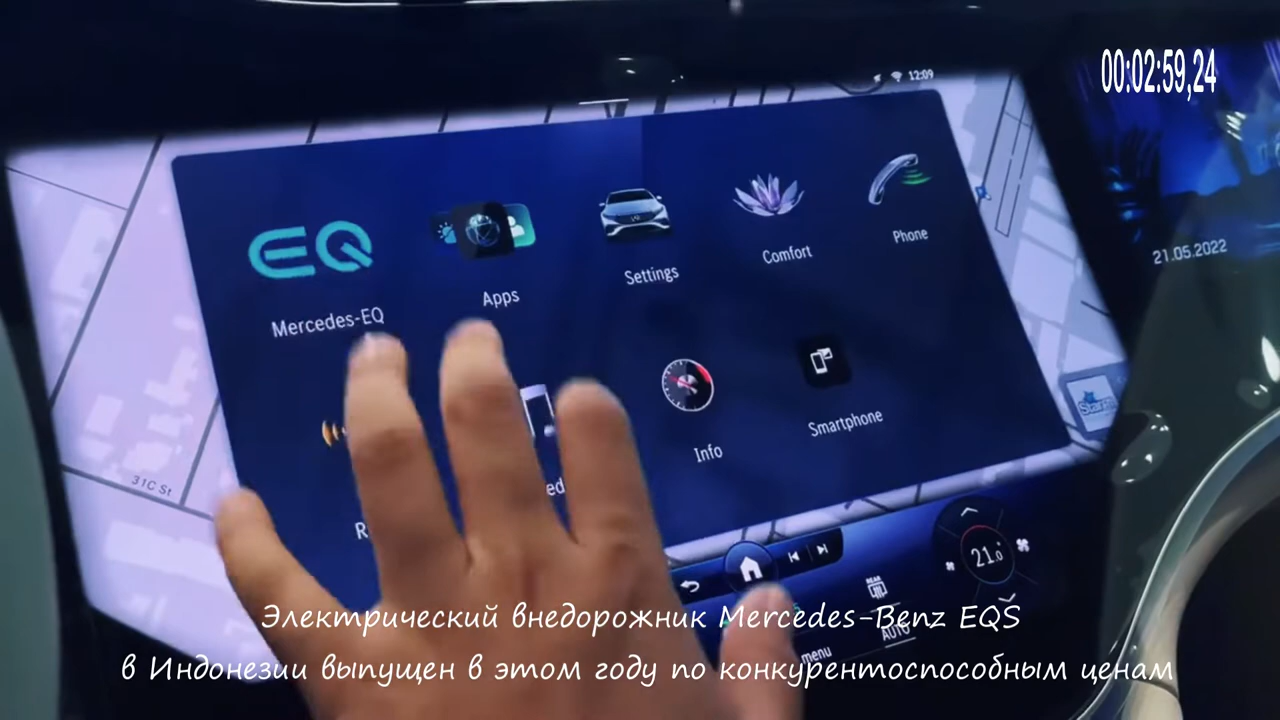 00:02:59,24
12:09
EQ
Mercedes-EQ
Apps
Settings
Comfort
Phone
21.05.2022
Info
Smartphone
31C St
REAR
21.0
AUTO
menu
Электрический внедорожник Mercedes-Benz EQS
в Индонезии выпущен в этом году по конкурентоспособным ценам